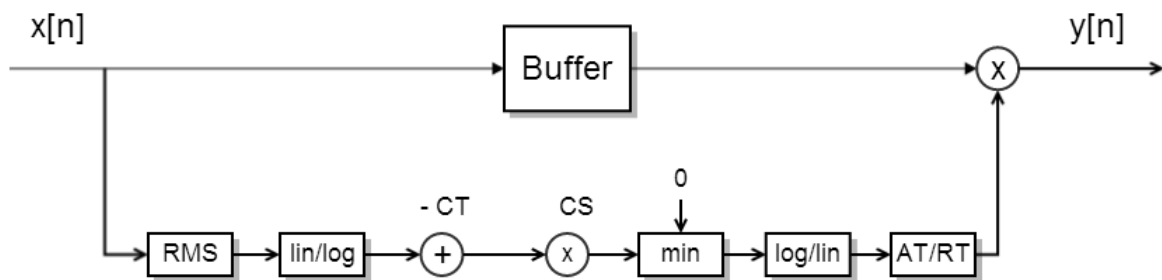 x[n]
y[n]
Buffer
x
0
- CT
CS
RMS
lin/log
+
x
min
log/lin
AT/RT